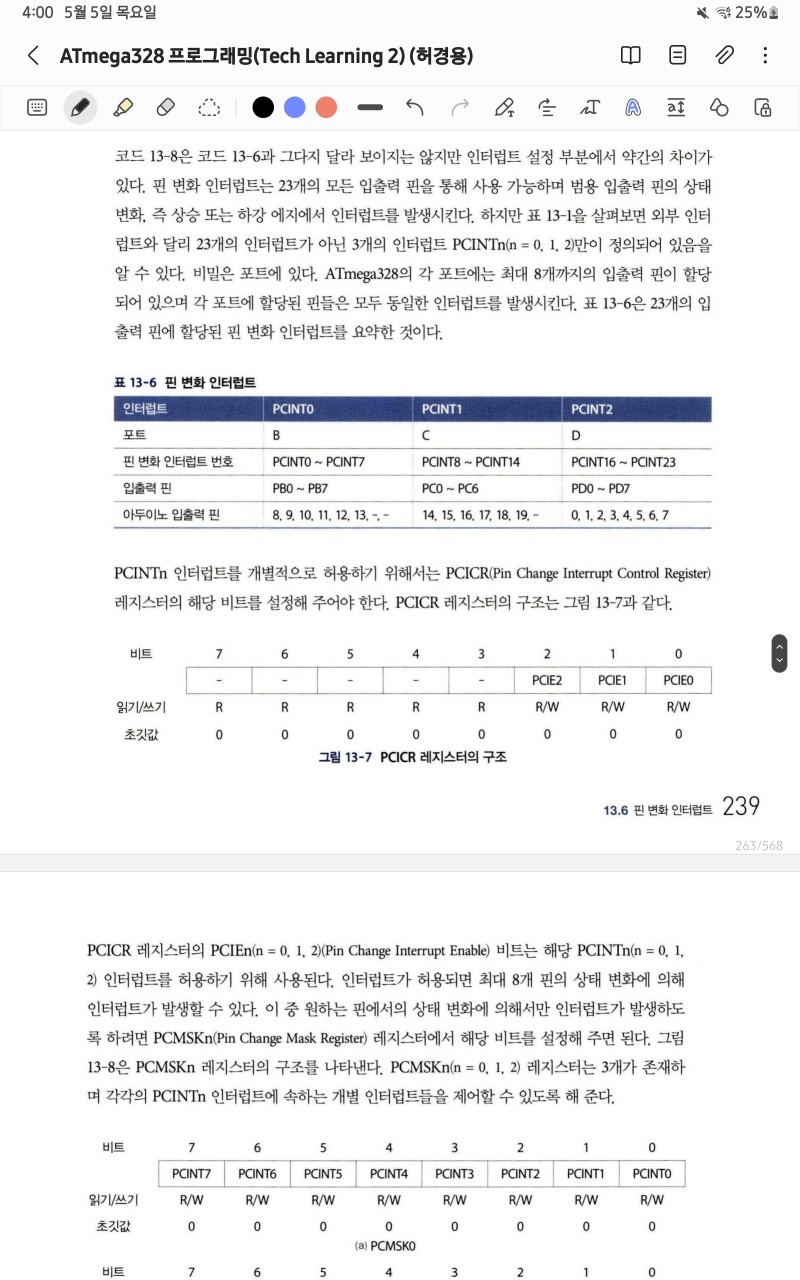 4:00 5월 5일 목요일 25%
ATmega328 프로그래밍(Tech Learning 2) (허경용)
코드 13-8은 코드 13-6과 그다지 달라 보이지는 않지만 인터럽트 설정 부분에서 약간의 차이가
있다. 핀 변화 인터럽트는 23개의 모든 입출력 핀을 통해 사용 가능하며 범용 입출력 핀의 상태
변화, 즉 상승 또는 하강 에지에서 인터럽트를 발생시킨다. 하지만 표 13-1을 살펴보면 외부 인터
럽트와 달리 23개의 인터럽트가 아닌 3개의 인터럽트 PCINTn(n = 0, 1, 2)만이 정의되어 있음을
알 수 있다. 비밀은 포트에 있다. ATmega328의 각 포트에는 최대 8개까지의 입출력 핀이 할당
되어 있으며 각 포트에 할당된 핀들은 모두 동일한 인터럽트를 발생시킨다. 표 13-6은 23개의 입
출력 핀에 할당된 핀 변화 인터럽트를 요약한 것이다.
표 13-6 핀 변화 인터럽트
인터럽트 PCINT0 PCINT1 PCINT2
포트 B C D
핀 변화 인터럽트 번호 PCINT0 ~ PCINT7 PCINT8 ~ PCINT14 PCINT16 ~ PCINT23
입출력 핀 PB0 ~ PB7 PC0 ~ PC6 PD0 ~ PD7
아두이노 입출력 핀 8, 9, 10, 11, 12, 13, -, - 14, 15, 16, 17, 18, 19, - 0, 1, 2, 3, 4, 5, 6, 7
PCINTn 인터럽트를 개별적으로 허용하기 위해서는 PCICR(Pin Change Interrupt Control Register)
레지스터의 해당 비트를 설정해 주어야 한다. PCICR 레지스터의 구조는 그림 13-7과 같다.
비트 7 6 5 4 3 2 1 0
- - - - - PCIE2 PCIE1 PCIE0
읽기/쓰기 R R R R R R/W R/W R/W
초깃값 0 0 0 0 0 0 0 0
그림 13-7 PCICR 레지스터의 구조
13.6 핀 변화 인터럽트 239
263/568
PCICR 레지스터의 PCIEn(n = 0, 1, 2)(Pin Change Interrupt Enable) 비트는 해당 PCINTn(n = 0, 1,
2) 인터럽트를 허용하기 위해 사용된다. 인터럽트가 허용되면 최대 8개 핀의 상태 변화에 의해
인터럽트가 발생할 수 있다. 이 중 원하는 핀에서의 상태 변화에 의해서만 인터럽트가 발생하도
록 하려면 PCMSKn(Pin Change Mask Register) 레지스터에서 해당 비트를 설정해 주면 된다. 그림
13-8은 PCMSKn 레지스터의 구조를 나타낸다. PCMSKn(n = 0, 1, 2) 레지스터는 3개가 존재하
며 각각의 PCINTn 인터럽트에 속하는 개별 인터럽트들을 제어할 수 있도록 해 준다.
비트 7 6 5 4 3 2 1 0
PCINT7 PCINT6 PCINT5 PCINT4 PCINT3 PCINT2 PCINT1 PCINT0
읽기/쓰기 R/W R/W R/W R/W R/W R/W R/W R/W
초깃값 0 0 0 0 0 0 0 0
(a) PCMSK0
비트 7 6 5 4 3 2 1 0